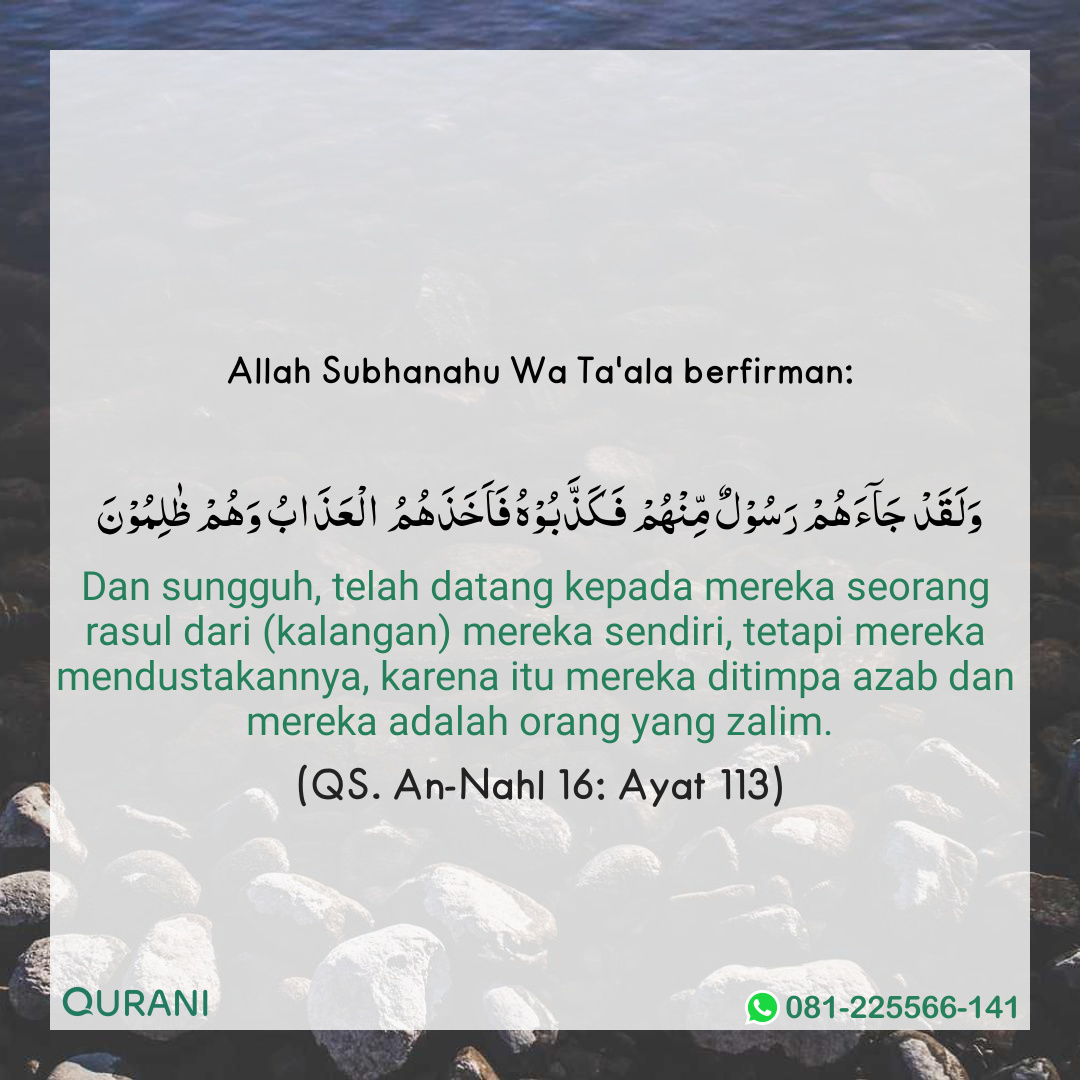 Allah Subhanahu Wa Ta'ala berfirman:
وَلَقَدْ جَآءَهُمْ رَسُوْلٌ مِّنْهُمْ فَكَذَّبُوْهُ فَاَخَذَهُمُ الْعَذَابُ وَهُمْ ظٰلِمُوْنَ
Dan sungguh, telah datang kepada mereka seorang
rasul dari (kalangan) mereka sendiri, tetapi mereka
mendustakannya, karena itu mereka ditimpa azab dan
mereka adalah orang yang zalim.
(QS. An-Nahl 16: Ayat 113)
QURANI
081-225566-141